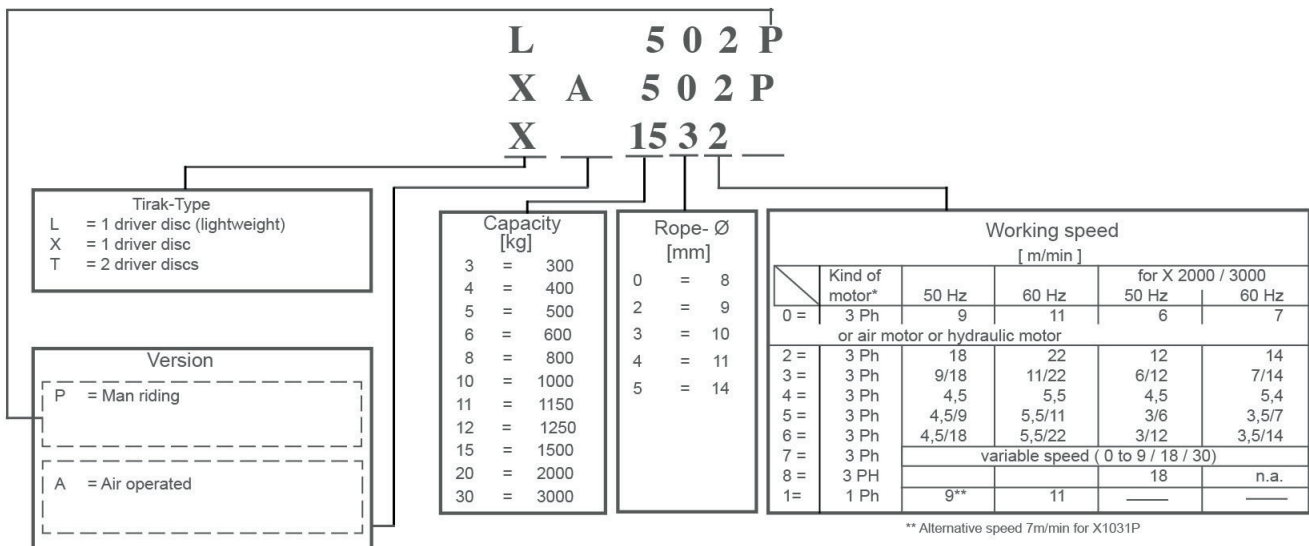 L 5 0 2 P
X A 5 0 2 P
X 15 3 2
Tirak-Type
L = 1 driver disc (lightweight)
X = 1 driver disc
T = 2 driver discs
Version
P = Man riding
A = Air operated
Capacity
[kg]
3 = 300
4 = 400
5 = 500
6 = 600
8 = 800
10 = 1000
11 = 1150
12 = 1250
15 = 1500
20 = 2000
30 = 3000
Rope- Ø
[mm]
0 = 8
2 = 9
3 = 10
4 = 11
5 = 14
Working speed
[ m/min ]
Kind of for X 2000 / 3000
motor* 50 Hz 60 Hz 50 Hz 60 Hz
0 = 3 Ph 9 11 6 7
or air motor or hydraulic motor
2 = 3 Ph 18 22 12 14
3 = 3 Ph 9/18 11/22 6/12 7/14
4 = 3 Ph 4,5 5,5 4,5 5,4
5 = 3 Ph 4,5/9 5,5/11 3/6 3,5/7
6 = 3 Ph 4,5/18 5,5/22 3/12 3,5/14
7 = 3 Ph variable speed ( 0 to 9 / 18 / 30)
8 = 3 PH 18 n.a.
1= 1 Ph 9** 11 —— ——
** Alternative speed 7m/min for X1031P